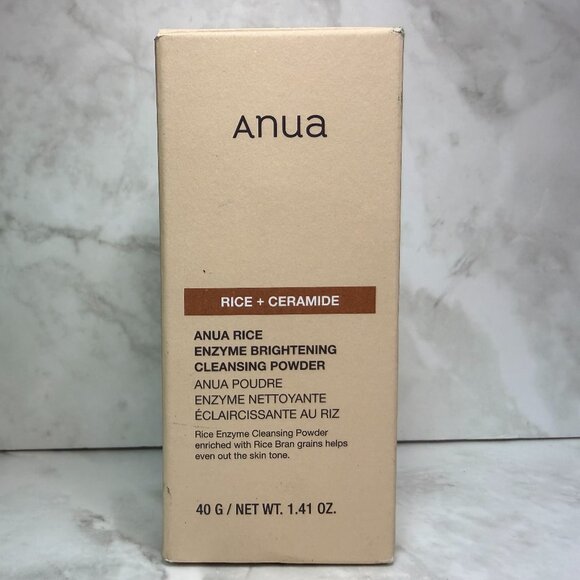 Anua
RICE + CERAMIDE
ANUA RICE
ENZYME BRIGHTENING
CLEANSING POWDER
ANUA POUDRE
ENZYME NETTOYANTE
ÉCLAIRCISSANTE AU RIZ
Rice Enzyme Cleansing Powder
enriched with Rice Bran grains helps
even out the skin tone.
40 G / NET WT. 1.41 OZ.